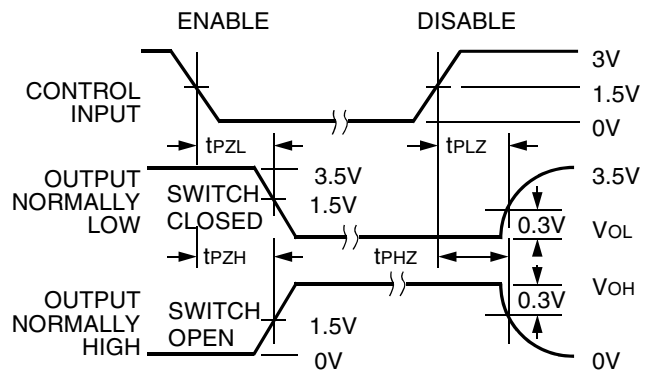 ENABLE
DISABLE
CONTROL
INPUT
3V
1.5V
0V
tPZL
tPLZ
OUTPUT
NORMALLY
LOW
SWITCH
CLOSED
3.5V
1.5V
3.5V
0.3V
VOL
tPZH
tPHZ
OUTPUT
NORMALLY
HIGH
SWITCH
OPEN
1.5V
0V
VOH
0.3V
0V